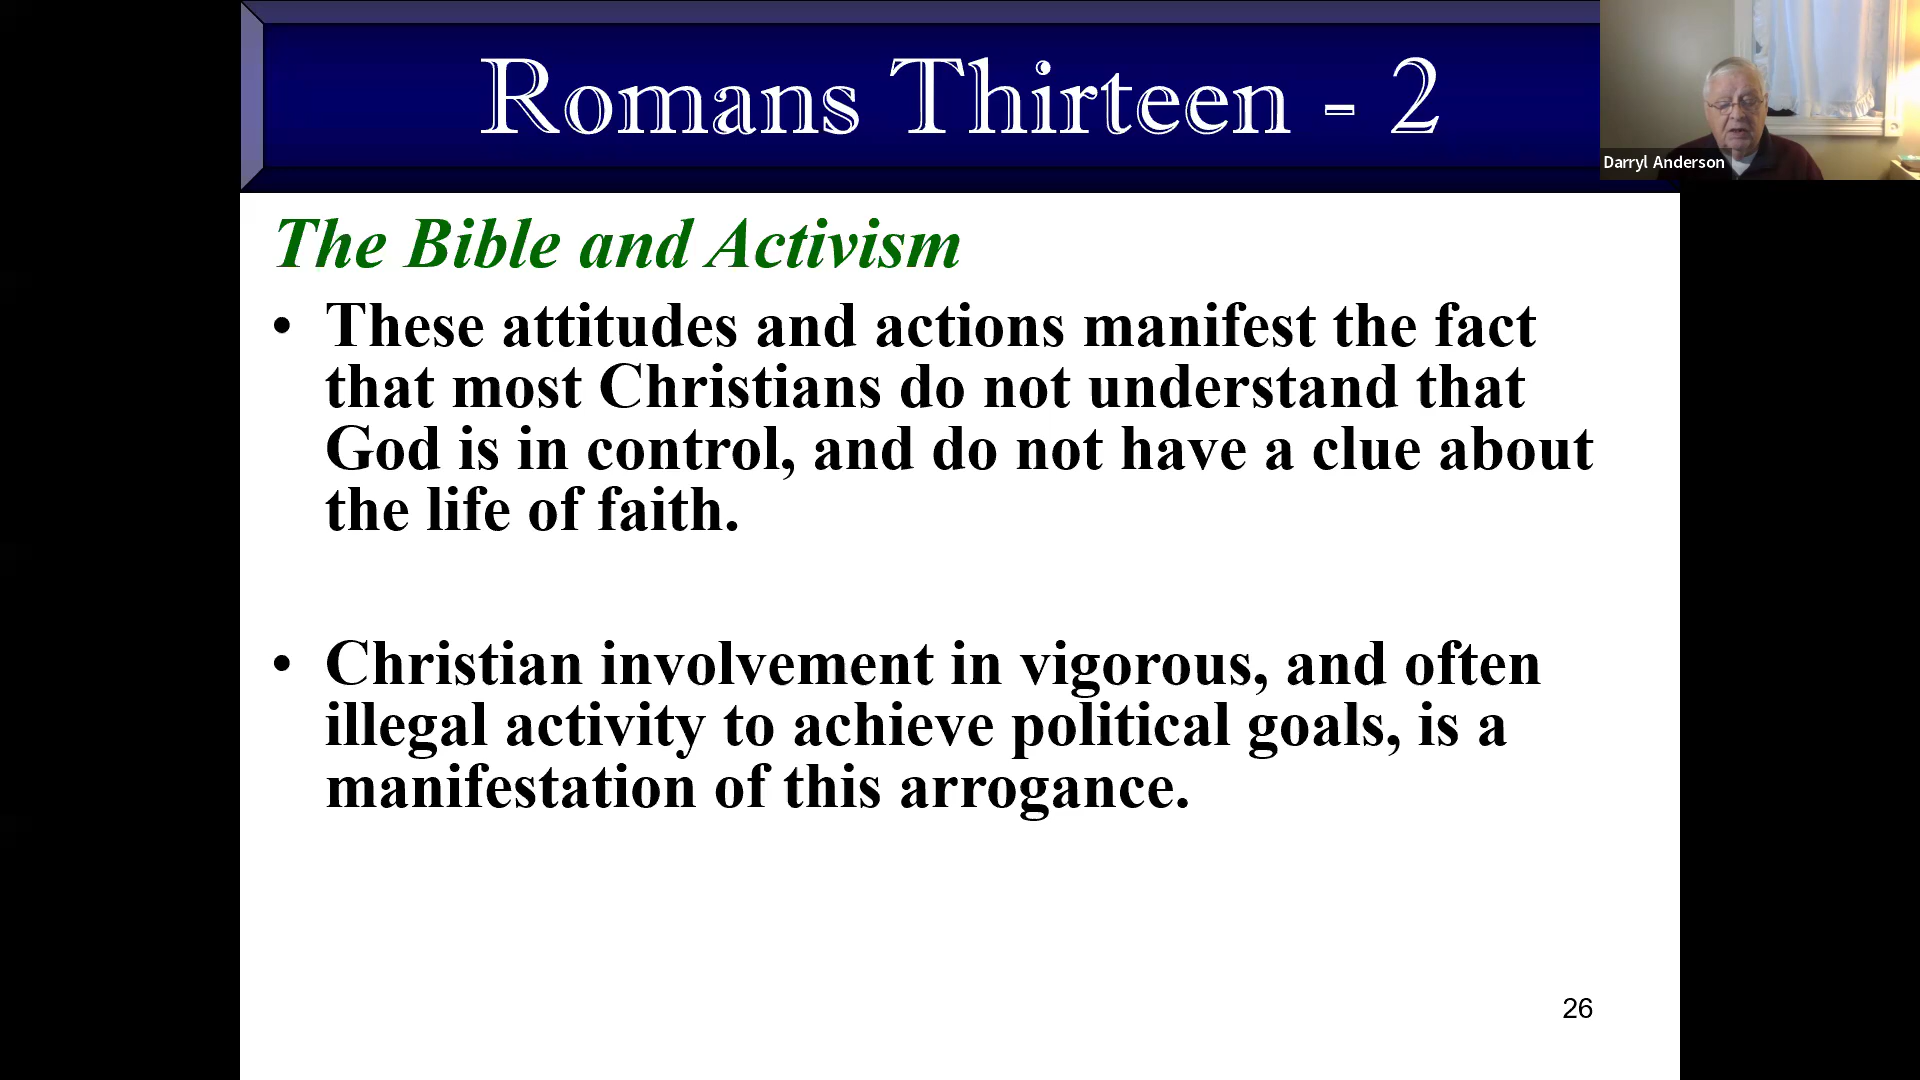 Romans Thirteen - 2
Darryl Anderson
The Bible and Activism
• These attitudes and actions manifest the fact
that most Christians do not understand that
God is in control, and do not have a clue about
the life of faith.
• Christian involvement in vigorous, and often
illegal activity to achieve political goals, is a
manifestation of this arrogance.
26